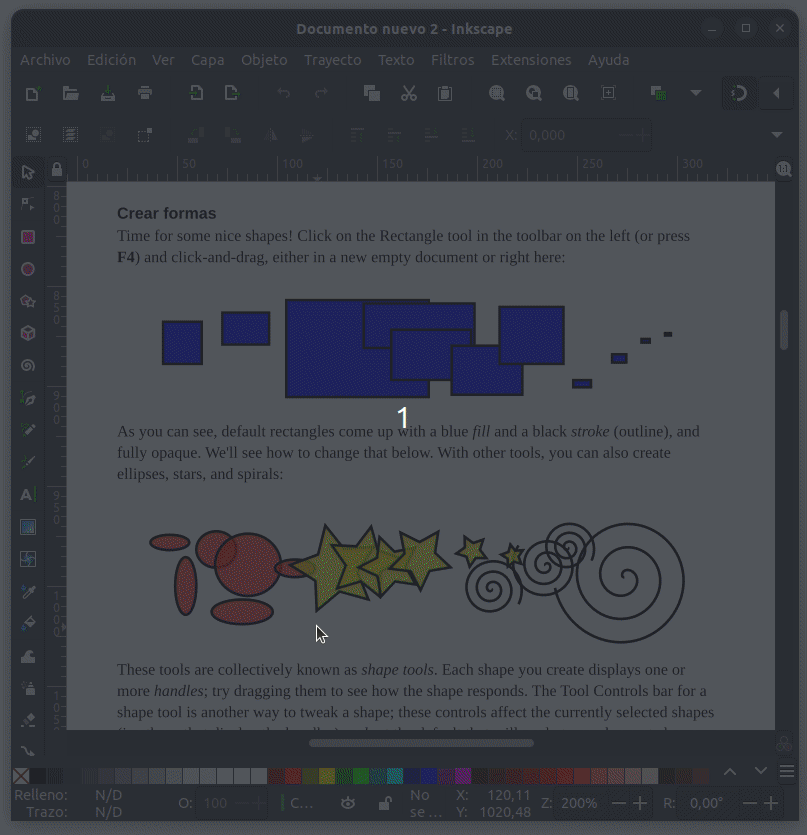 Documento nuevo 2 - Inkscape
Archivo Edición Ver Capa Objeto Trayecto Texto Filtros Extensiones Ayuda
X: 0,000
0 50 100 150 200 250 300
Crear formas
Time for some nice shapes! Click on the Rectangle tool in the toolbar on the left (or press
F4) and click-and-drag, either in a new empty document or right here:
1
As you can see, default rectangles come up with a blue fill and a black stroke (outline), and
fully opaque. We'll see how to change that below. With other tools, you can also create
ellipses, stars, and spirals:
These tools are collectively known as shape tools. Each shape you create displays one or
more handles; try dragging them to see how the shape responds. The Tool Controls bar for a
shape tool is another way to tweak a shape; these controls affect the currently selected shapes
Relleno: N/D
Trazo: N/D
O: 100
C...
No
se ...
X: 120,11
Y: 1020,48
Z: 200%
R: 0,00°